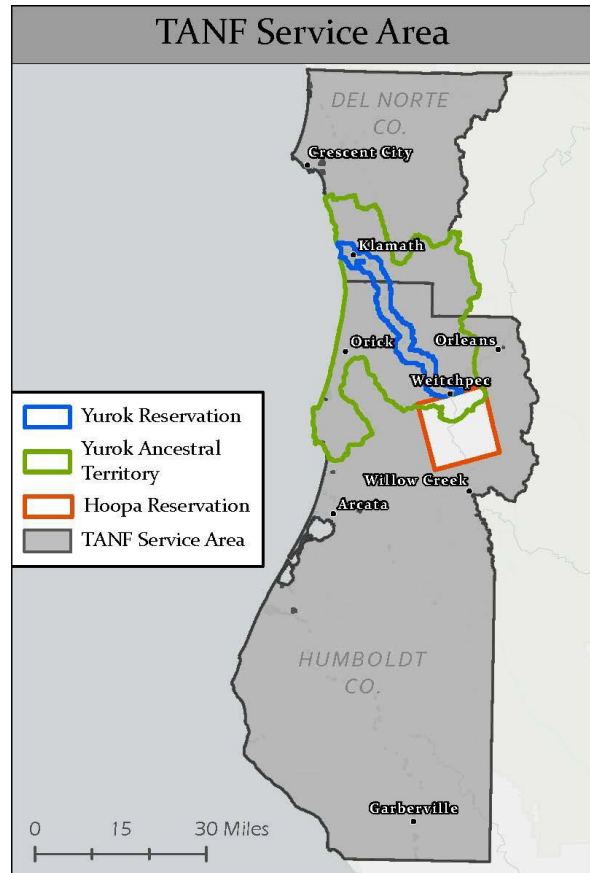 TANF Service Area
DEL NORTE
CO.
Crescent City
Klamath
Orick
Orleans
Weitchpec
Yurok Reservation
Yurok Ancestral
Territory
Hoopa Reservation
TANF Service Area
Willow Creek
Arcata
HUMBOLDT
CO.
Garberville
0 15 30 Miles